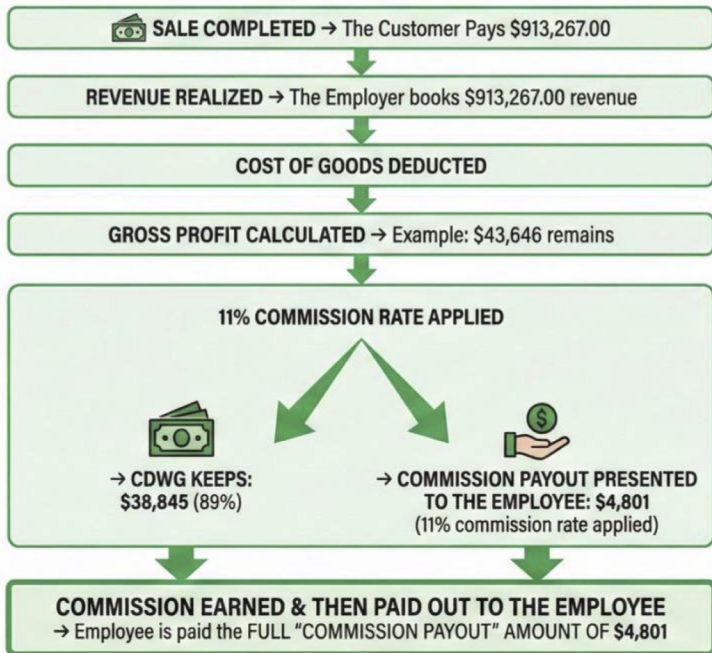 SALE COMPLETED → The Customer Pays $913,267.00
REVENUE REALIZED → The Employer books $913,267.00 revenue
COST OF GOODS DEDUCTED
GROSS PROFIT CALCULATED → Example: $43,646 remains
11% COMMISSION RATE APPLIED
→ CDWG KEEPS:
$38,845 (89%)
$
→ COMMISSION PAYOUT PRESENTED
TO THE EMPLOYEE: $4,801
(11% commission rate applied)
COMMISSION EARNED & THEN PAID OUT TO THE EMPLOYEE
→ Employee is paid the FULL “COMMISSION PAYOUT” AMOUNT OF $4,801